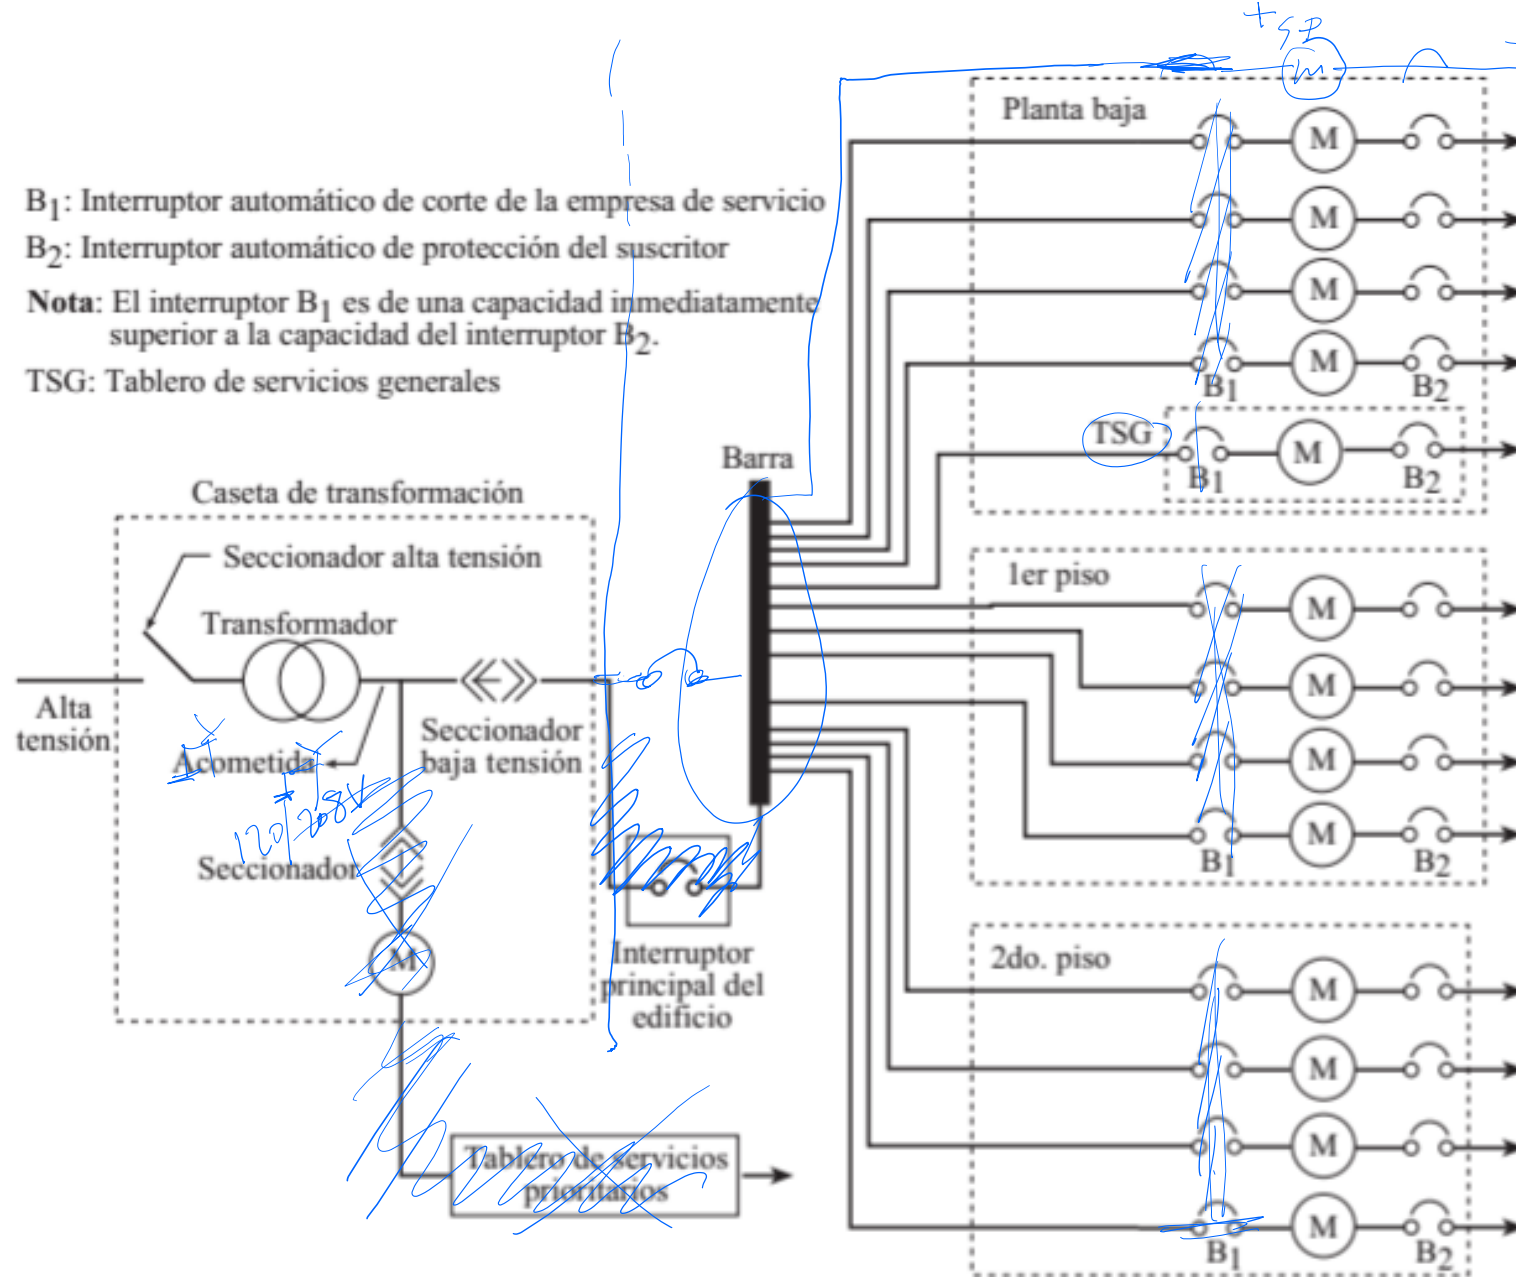 +
SP
m
Planta baja
M
B1: Interruptor automático de corte de la empresa de servicio
M
B2: Interruptor automático de protección del suscritor
Nota: El interruptor B1 es de una capacidad inmediatamente
M
superior a la capacidad del interruptor B2.
M
TSG: Tablero de servicios generales
B1
B2
TSG
M
Barra
B1
B2
Caseta de transformación
Seccionador alta tensión
1er piso
M
Transformador
M
Alta
tensión
Seccionador
baja tensión
Acometida
M
120/208V
M
Seccionador
B1
B2
M
Interruptor
principal del
edificio
2do. piso
M
M
Tablero de servicios
prioritarios
M
M
B1
B2